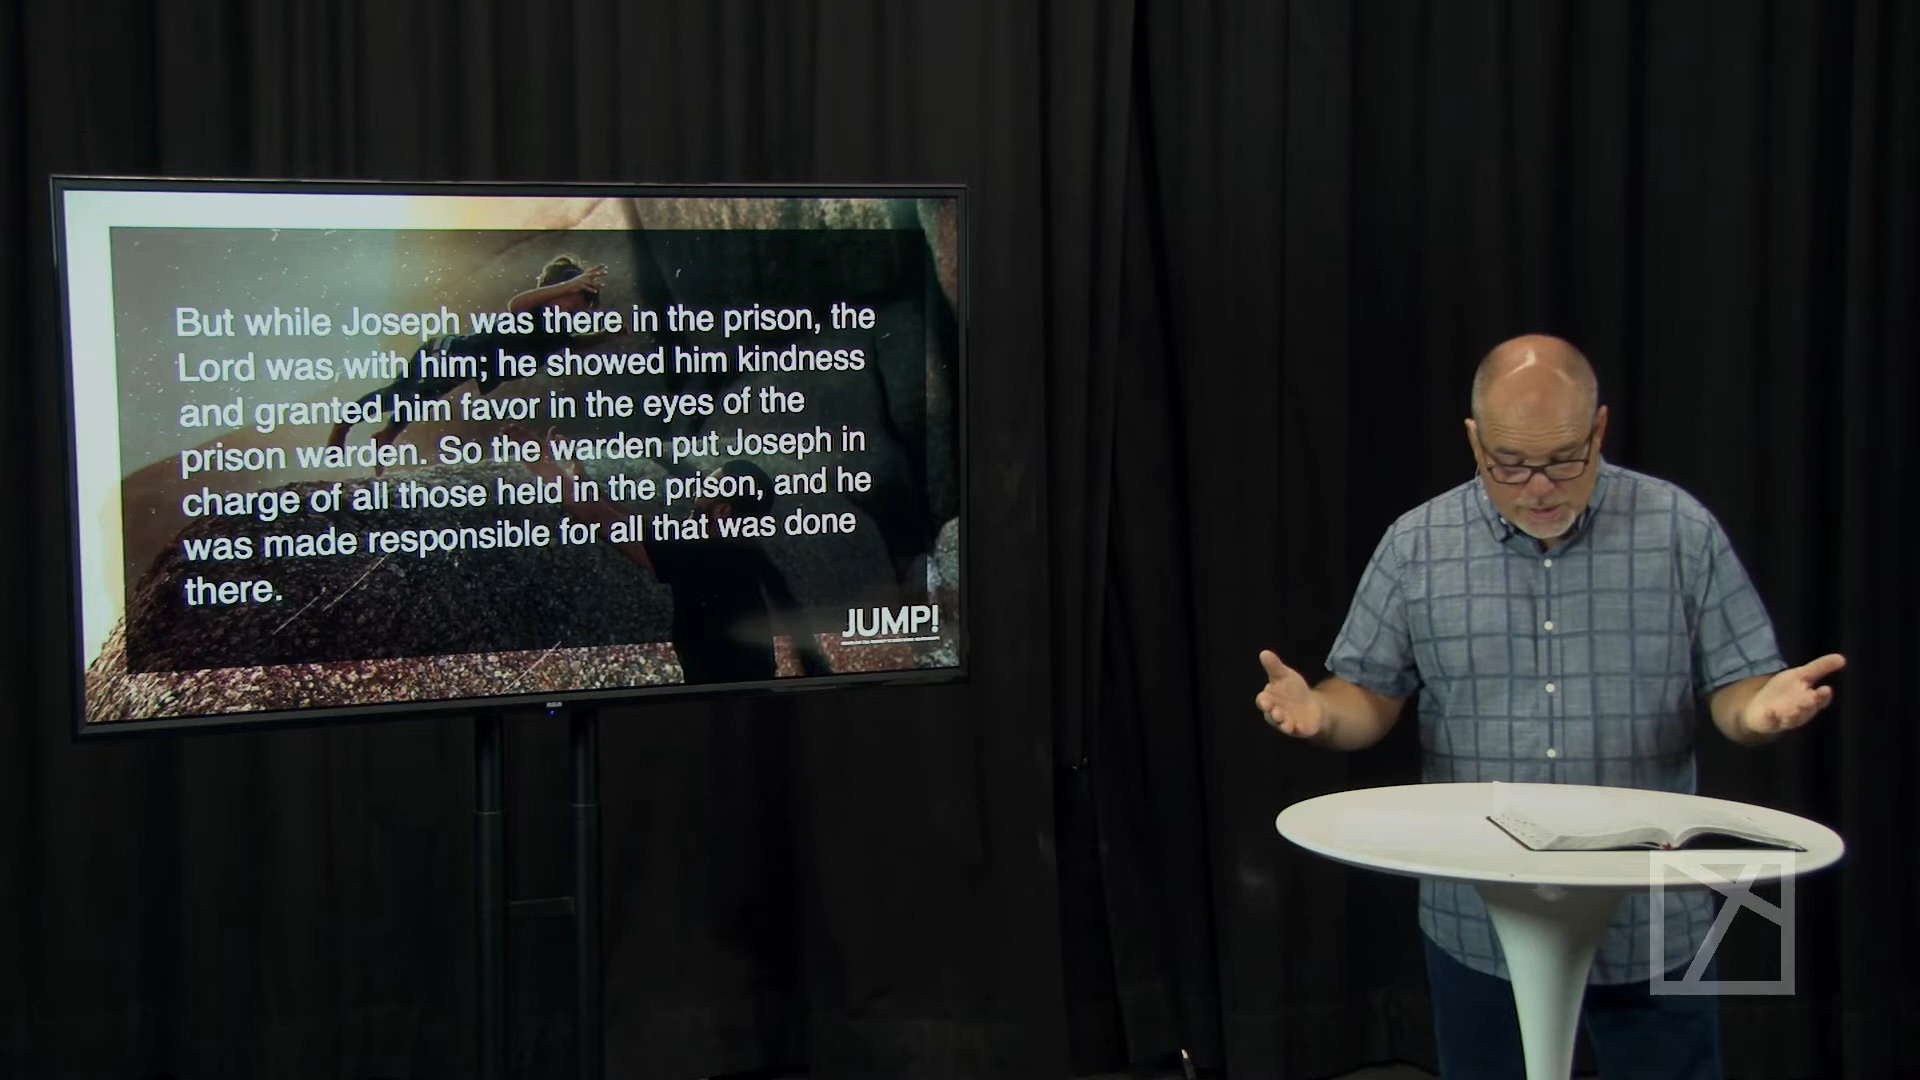 But while Joseph was there in the prison, the
Lord was with him; he showed him kindness
and granted him favor in the eyes of the
prison warden. So the warden put Joseph in
charge of all those held in the prison, and he
was made responsible for all that was done
there.
JUMP!
RCA